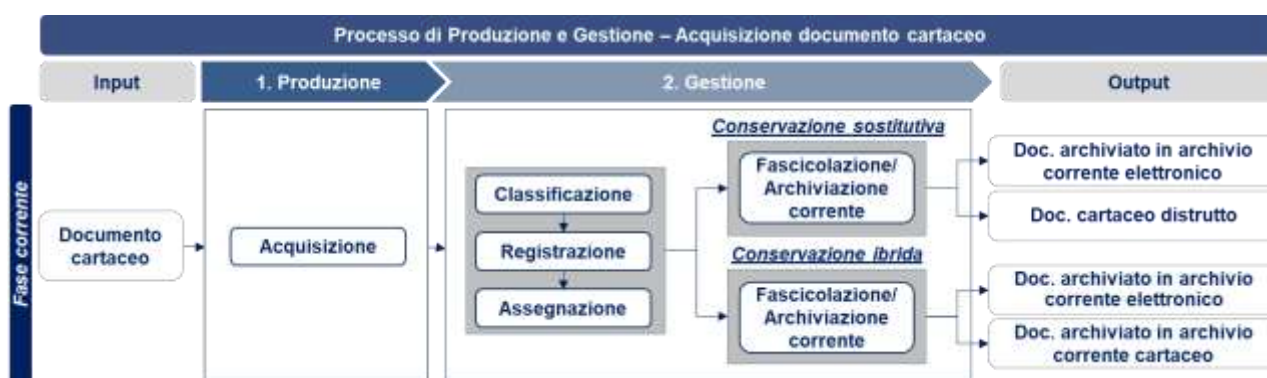 Processo di Produzione e Gestione – Acquisizione documento cartaceo
Input
1. Produzione
2. Gestione
Output
Fase corrente
Documento
cartaceo
Acquisizione
Classificazione
Registrazione
Assegnazione
Conservazione sostitutiva
Fascicolazione/
Archiviazione
corrente
Conservazione ibrida
Fascicolazione/
Archiviazione
corrente
Doc. archiviato in archivio
corrente elettronico
Doc. cartaceo distrutto
Doc. archiviato in archivio
corrente elettronico
Doc. archiviato in archivio
corrente cartaceo